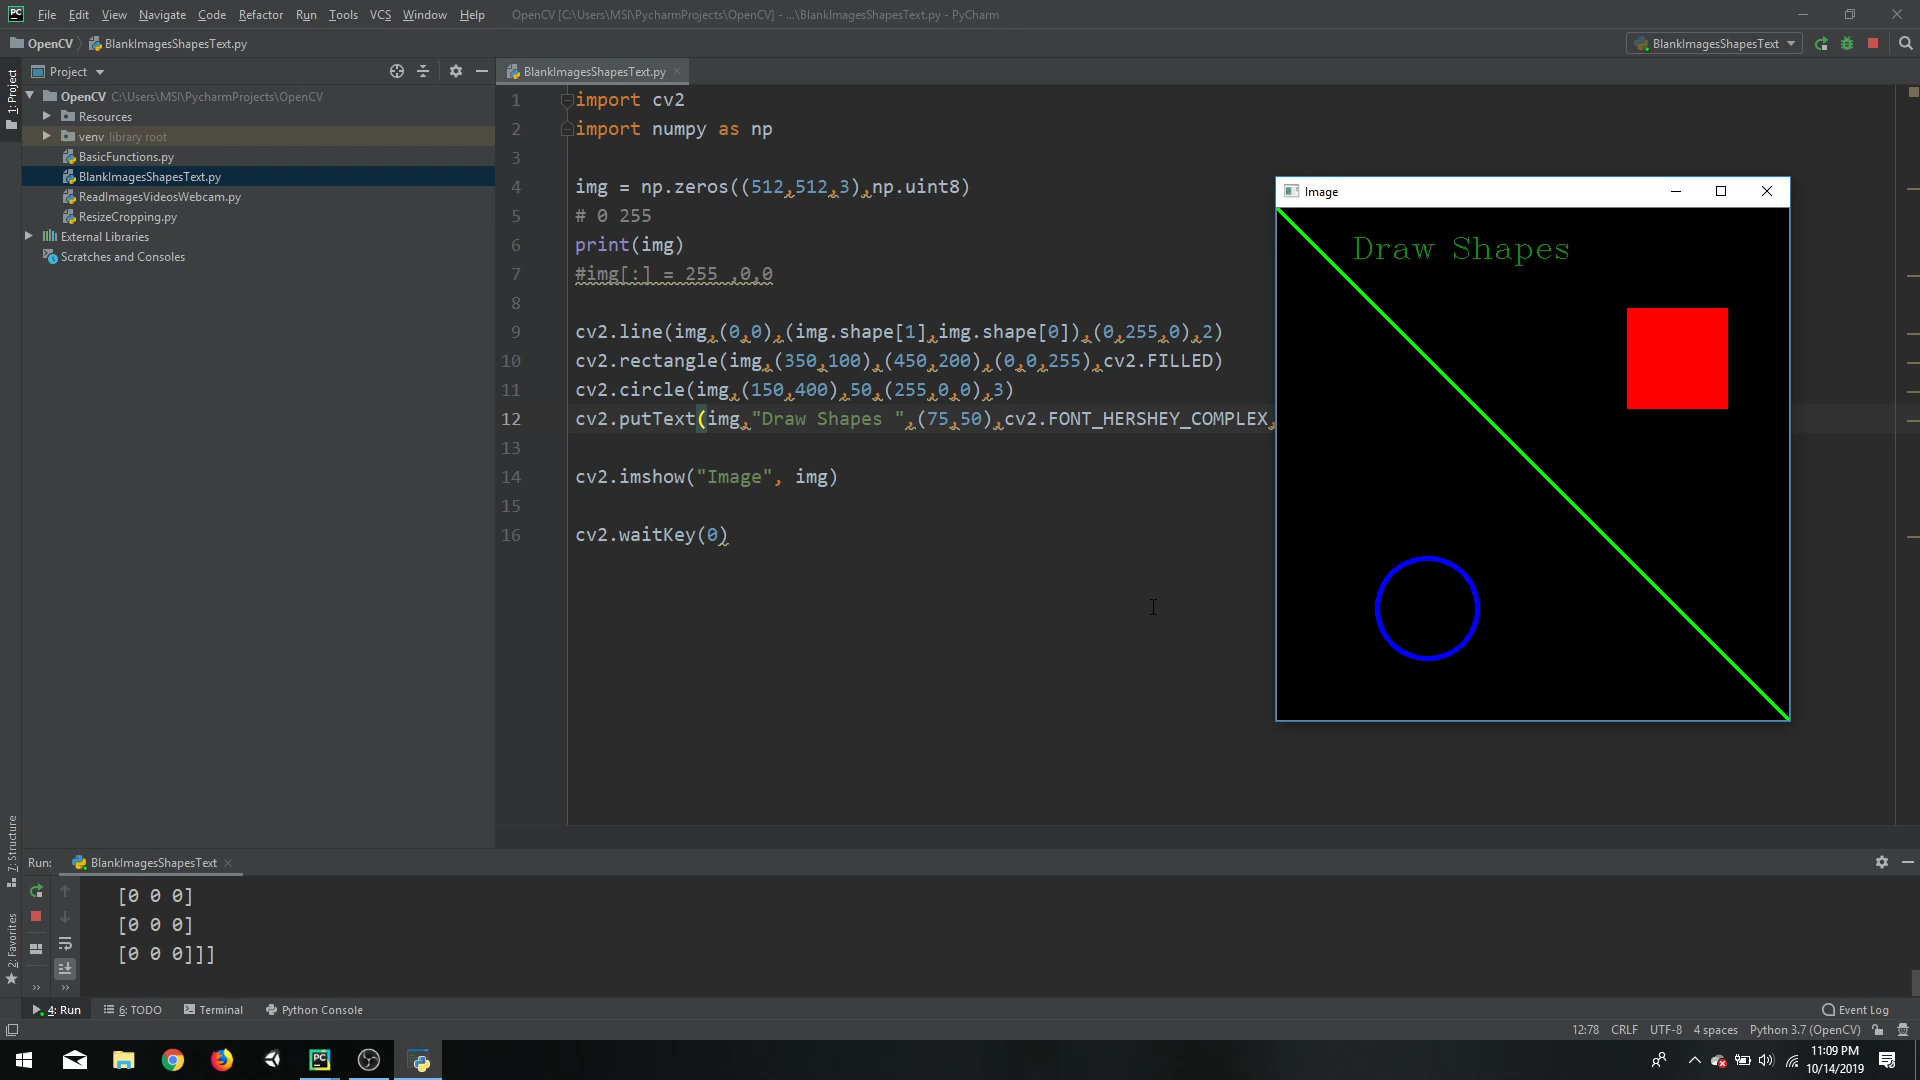 PC File Edit View Navigate Code Refactor Run Tools VCS Window Help OpenCV [C:\Users\MSI\PycharmProjects\OpenCV] - ...\BlankImagesShapesText.py - PyCharm
OpenCV BlankImagesShapesText.py
BlankImagesShapesText
1: Project
Project
BlankImagesShapesText.py
OpenCV C:\Users\MSI\PycharmProjects\OpenCV
Resources
venv library root
BasicFunctions.py
BlankImagesShapesText.py
ReadImagesVideosWebcam.py
ResizeCropping.py
External Libraries
Scratches and Consoles
1 import cv2
2 import numpy as np
3
4 img = np.zeros((512,512,3),np.uint8)
5 # 0 255
6 print(img)
7 #img[:] = 255 ,0,0
8
9 cv2.line(img,(0,0),(img.shape[1],img.shape[0]),(0,255,0),2)
10 cv2.rectangle(img,(350,100),(450,200),(0,0,255),cv2.FILLED)
11 cv2.circle(img,(150,400),50,(255,0,0),3)
12 cv2.putText(img,"Draw Shapes ",(75,50),cv2.FONT_HERSHEY_COMPLEX,
13
14 cv2.imshow("Image", img)
15
16 cv2.waitKey(0)
Image
Draw Shapes
7: Structure
2: Favorites
Run: BlankImagesShapesText
[0 0 0]
[0 0 0]
[0 0 0]]]
4: Run 6: TODO Terminal Python Console
Event Log
12:78 CRLF UTF-8 4 spaces Python 3.7 (OpenCV)
PC
11:09 PM
10/14/2019